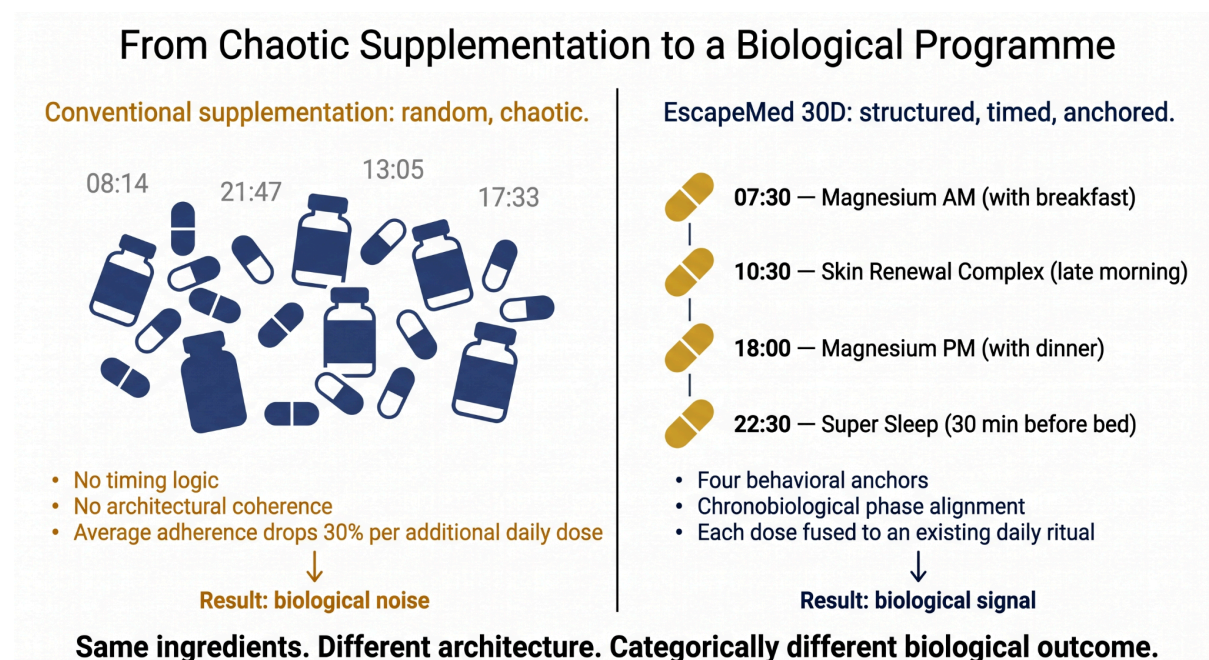 From Chaotic Supplementation to a Biological Programme
Conventional supplementation: random, chaotic.
08:14
21:47
13:05
17:33
• No timing logic
• No architectural coherence
• Average adherence drops 30% per additional daily dose
Result: biological noise
EscapeMed 30D: structured, timed, anchored.
07:30 — Magnesium AM (with breakfast)
10:30 — Skin Renewal Complex (late morning)
18:00 — Magnesium PM (with dinner)
22:30 — Super Sleep (30 min before bed)
• Four behavioral anchors
• Chronobiological phase alignment
• Each dose fused to an existing daily ritual
Result: biological signal
Same ingredients. Different architecture. Categorically different biological outcome.